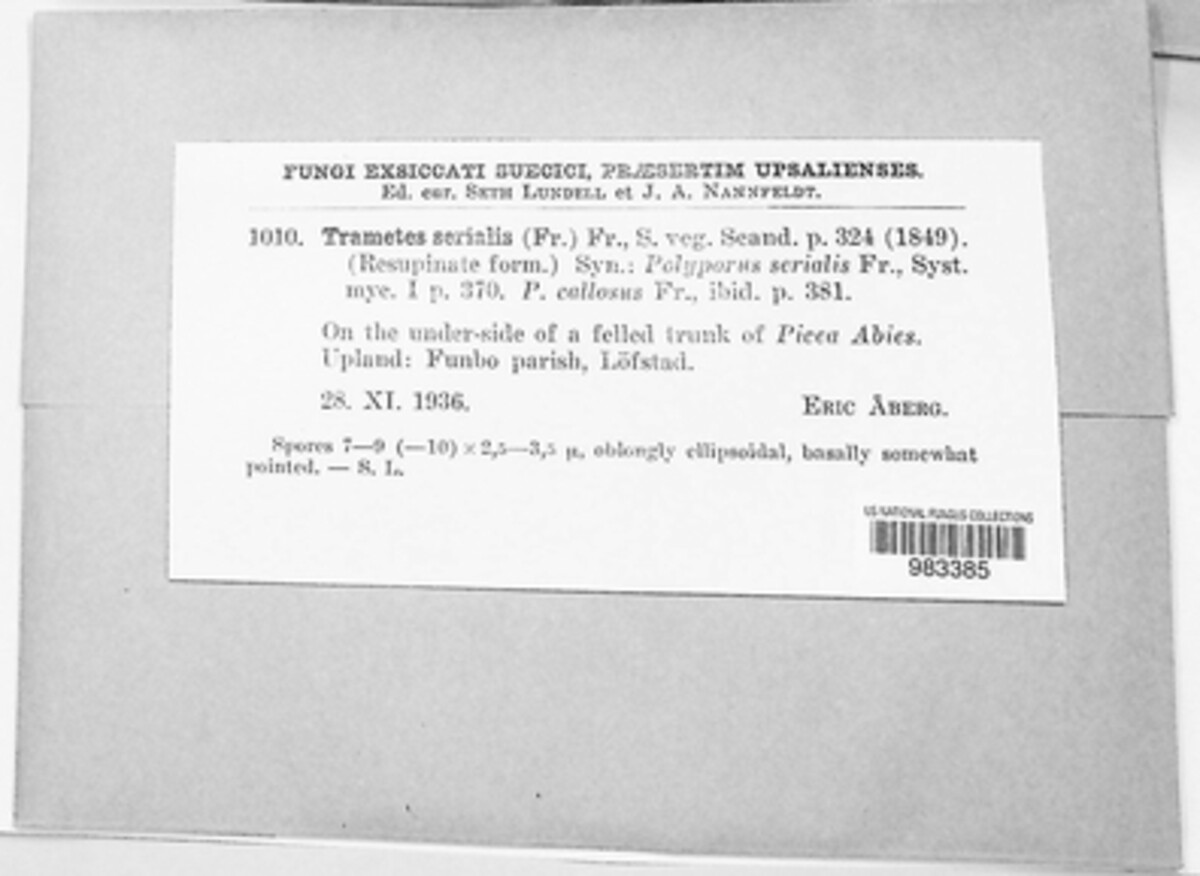 FUNGI EXSICCATI SUECICI, PRÆSERTIM UPSALIENSES.
Ed. cur. Seth Lundell et J. A. Nannfeldt.
1010. Trametes serialis (Fr.) Fr., S. veg. Scand. p. 324 (1849).
(Resupinate form.) Syn.: Polyporus serialis Fr., Syst.
myc. I p. 370. P. callosus Fr., ibid. p. 381.
On the under-side of a felled trunk of Picea Abies.
Upland: Funbo parish, Löfstad.
28. XI. 1936. Eric Åberg.
Spores 7—9 (—10) × 2,5—3,5 µ, oblongly ellipsoidal, basally somewhat
pointed. — S. L.
US NATIONAL FUNGUS COLLECTIONS
983385